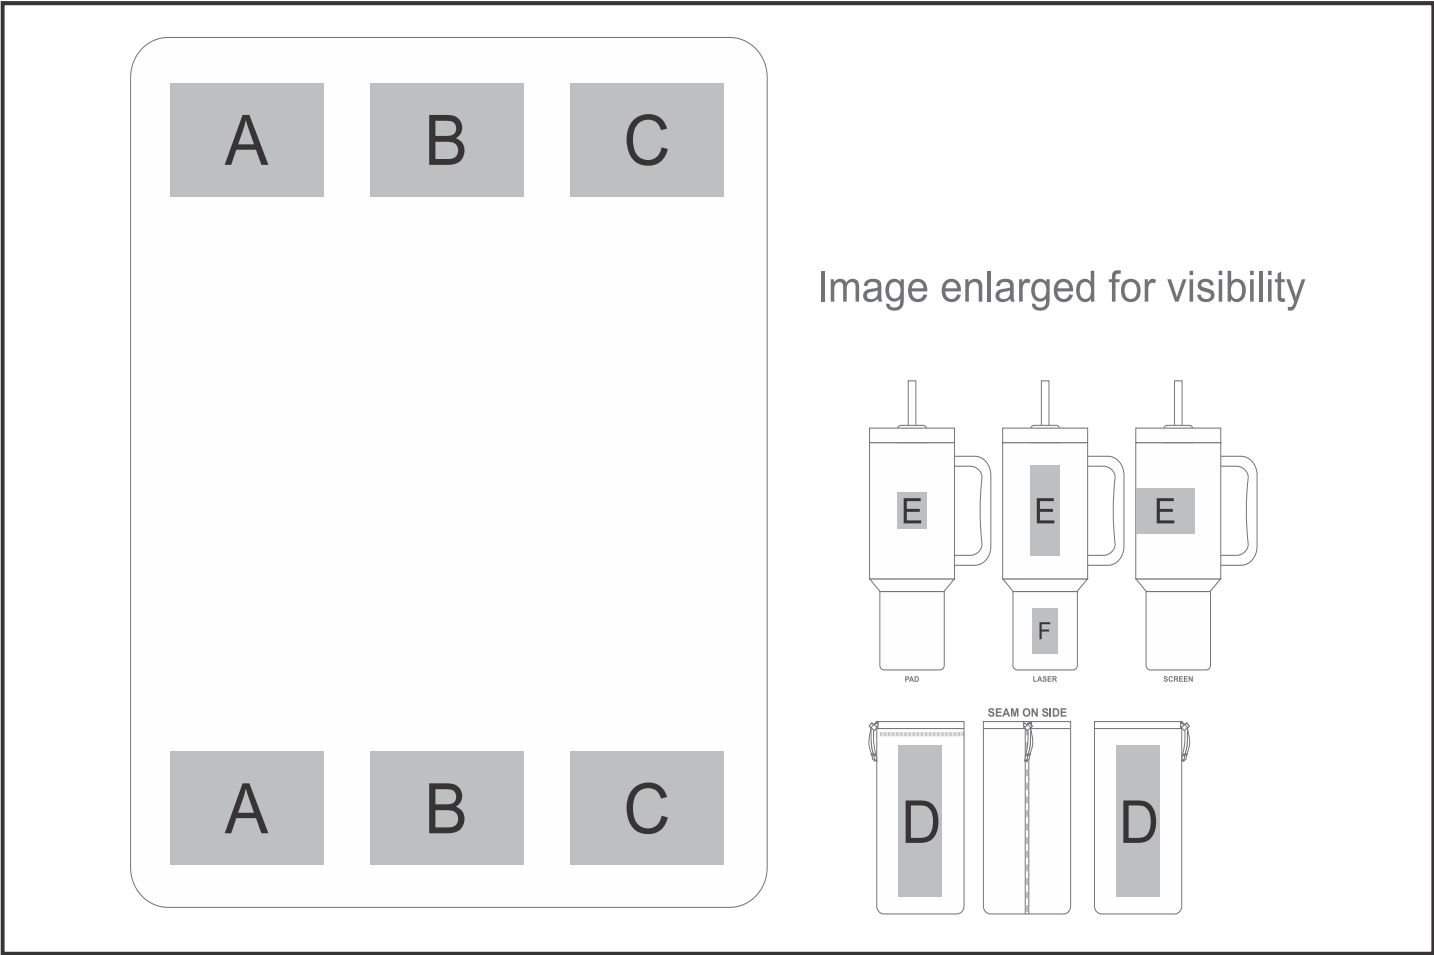 A B C
Image enlarged for visibility
E E E
F
PAD LASER SCREEN
SEAM ON SIDE
A B C
D D